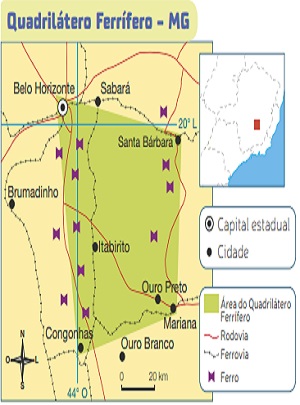 Quadrilátero Ferrífero - MG
Belo Horizonte
Sabará
20° L
Santa Bárbara
Brumadinho
Itabirito
Ouro Preto
Mariana
Congonhas
Ouro Branco
N
O
L
S
44° O
0
20 km
Capital estadual
Cidade
Área do Quadrilátero
Ferrífero
Rodovia
Ferrovia
Ferro